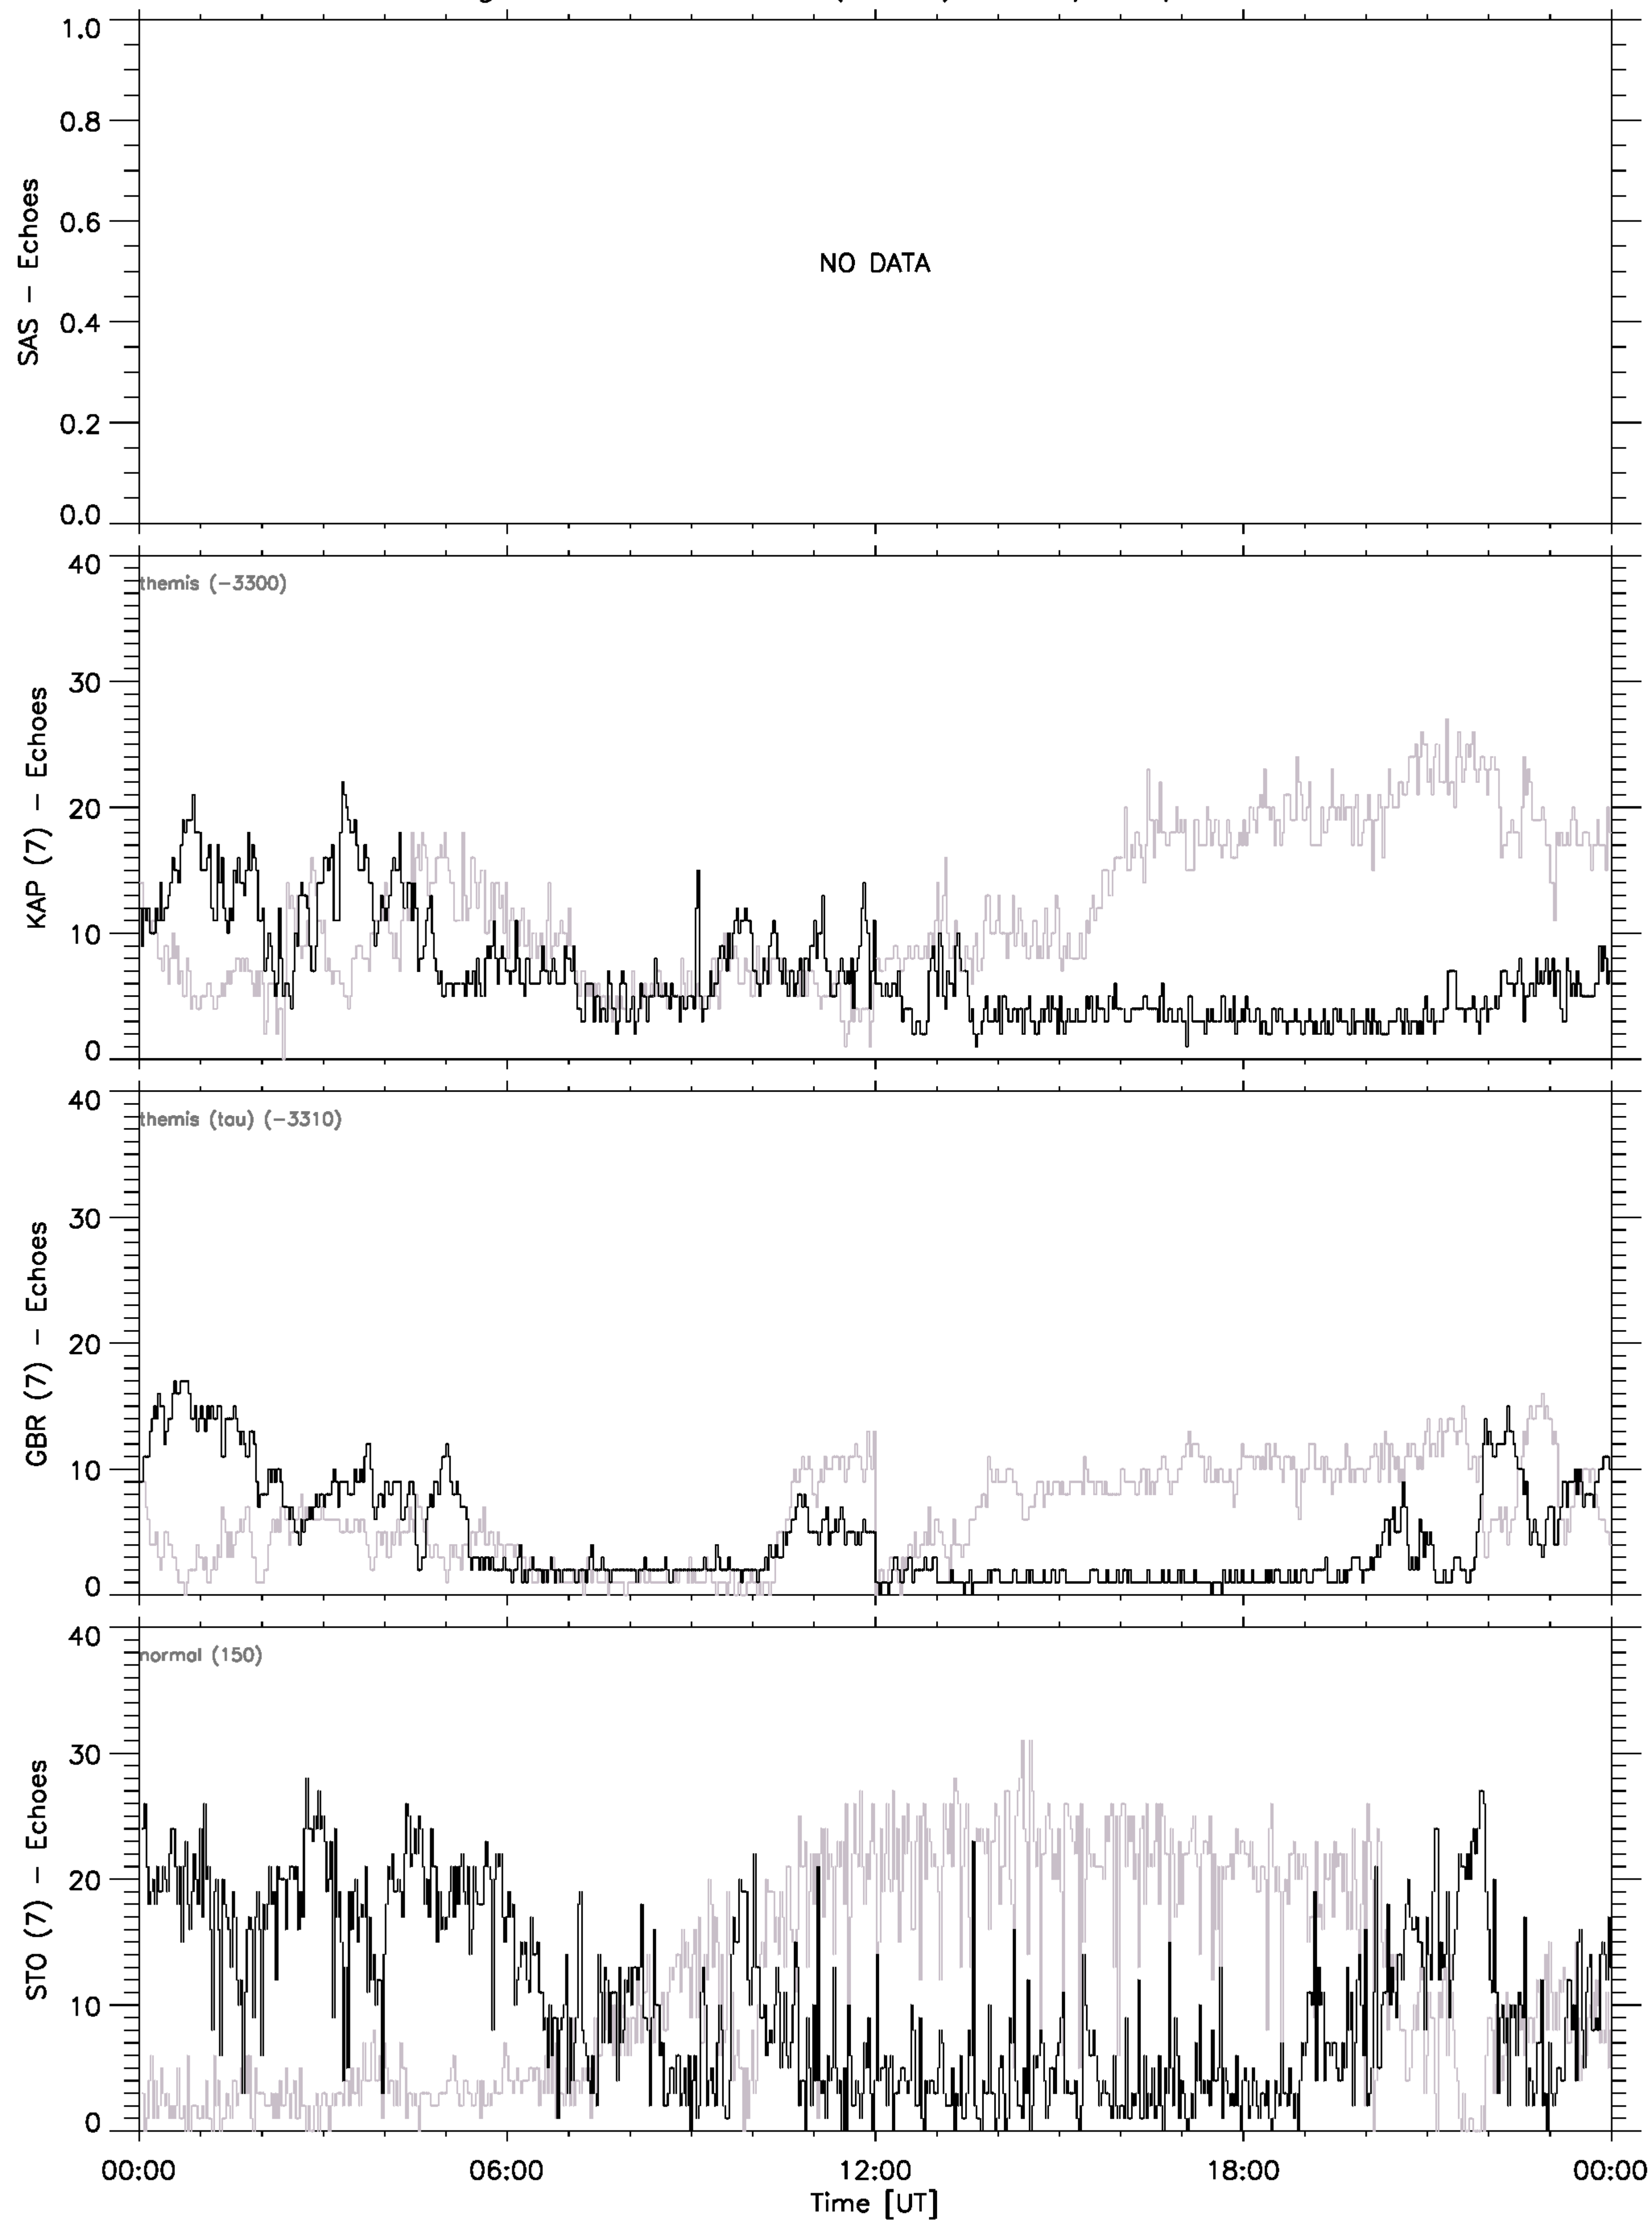 1.0
0.8
0.6
0.4
0.2
0.0
SAS - Echoes
NO DATA
40
30
20
10
0
KAP (7) - Echoes
themis (-3300)
40
30
20
10
0
GBR (7) - Echoes
themis (tau) (-3310)
40
30
20
10
0
STO (7) - Echoes
normal (150)
00:00
06:00
12:00
18:00
00:00
Time [UT]